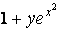 1 + ye^{x^2}